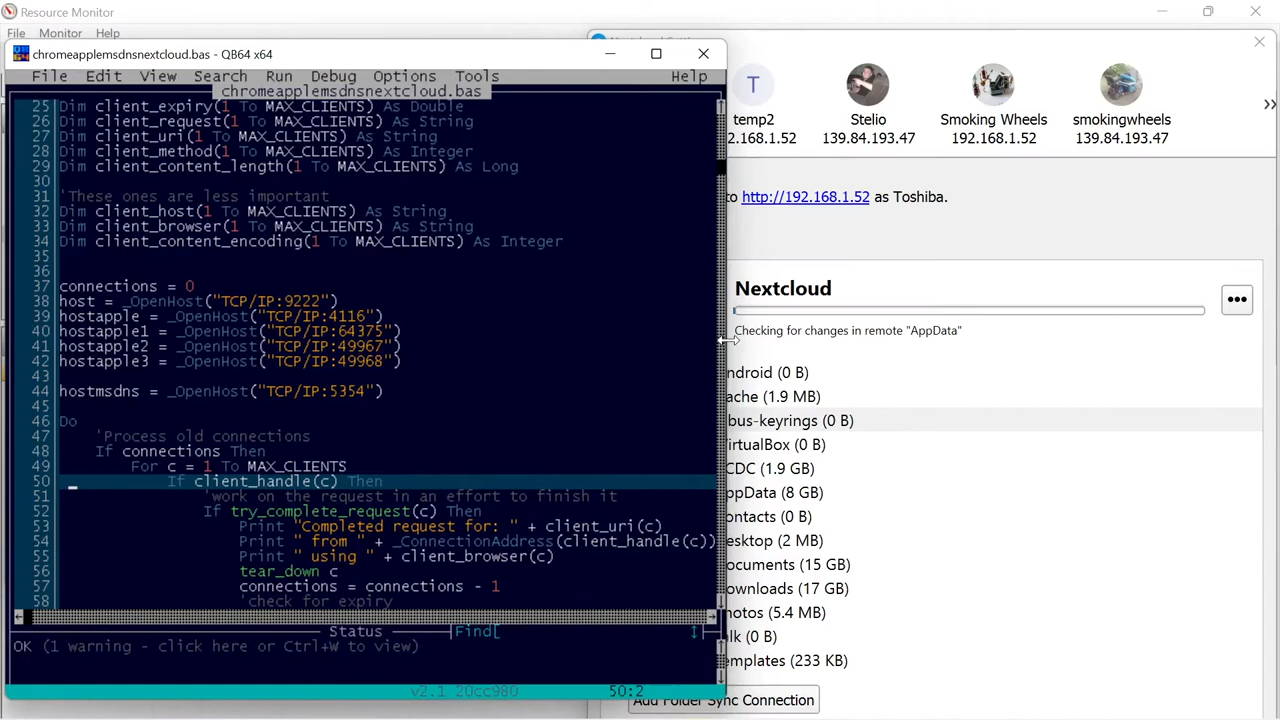 Resource Monitor
File Monitor Help
chromeapplemsdnsnextcloud.bas - QB64 x64
File Edit View Search Run Debug Options Tools Help
chromeapplemsdnsnextcloud.bas
25 Dim client_expiry(1 To MAX_CLIENTS) As Double
26 Dim client_request(1 To MAX_CLIENTS) As String
27 Dim client_uri(1 To MAX_CLIENTS) As String
28 Dim client_method(1 To MAX_CLIENTS) As Integer
29 Dim client_content_length(1 To MAX_CLIENTS) As Long
30
31 'These ones are less important
32 Dim client_host(1 To MAX_CLIENTS) As String
33 Dim client_browser(1 To MAX_CLIENTS) As String
34 Dim client_content_encoding(1 To MAX_CLIENTS) As Integer
35
36
37 connections = 0
38 host = _OpenHost("TCP/IP:9222")
39 hostapple = _OpenHost("TCP/IP:4116")
40 hostapple1 = _OpenHost("TCP/IP:64375")
41 hostapple2 = _OpenHost("TCP/IP:49967")
42 hostapple3 = _OpenHost("TCP/IP:49968")
43
44 hostmsdns = _OpenHost("TCP/IP:5354")
45
46 Do
47 'Process old connections
48 If connections Then
49 For c = 1 To MAX_CLIENTS
50 If client_handle(c) Then
51 'work on the request in an effort to finish it
52 If try_complete_request(c) Then
53 Print "Completed request for: " + client_uri(c)
54 Print " from " + _ConnectionAddress(client_handle(c))
55 Print " using " + client_browser(c)
56 tear_down c
57 connections = connections - 1
58 'check for expiry
Status Find[
OK (1 warning - click here or Ctrl+W to view)
v2.1 20cc980 50:2
T
temp2 Stelio Smoking Wheels smokingwheels
2.168.1.52 139.84.193.47 192.168.1.52 139.84.193.47
to http://192.168.1.52 as Toshiba.
Nextcloud
Checking for changes in remote "AppData"
ndroid (0 B)
ache (1.9 MB)
bus-keyrings (0 B)
irtualBox (0 B)
CDC (1.9 GB)
ppData (8 GB)
ontacts (0 B)
esktop (2 MB)
ocuments (15 GB)
ownloads (17 GB)
hotos (5.4 MB)
alk (0 B)
emplates (233 KB)
Add Folder Sync Connection